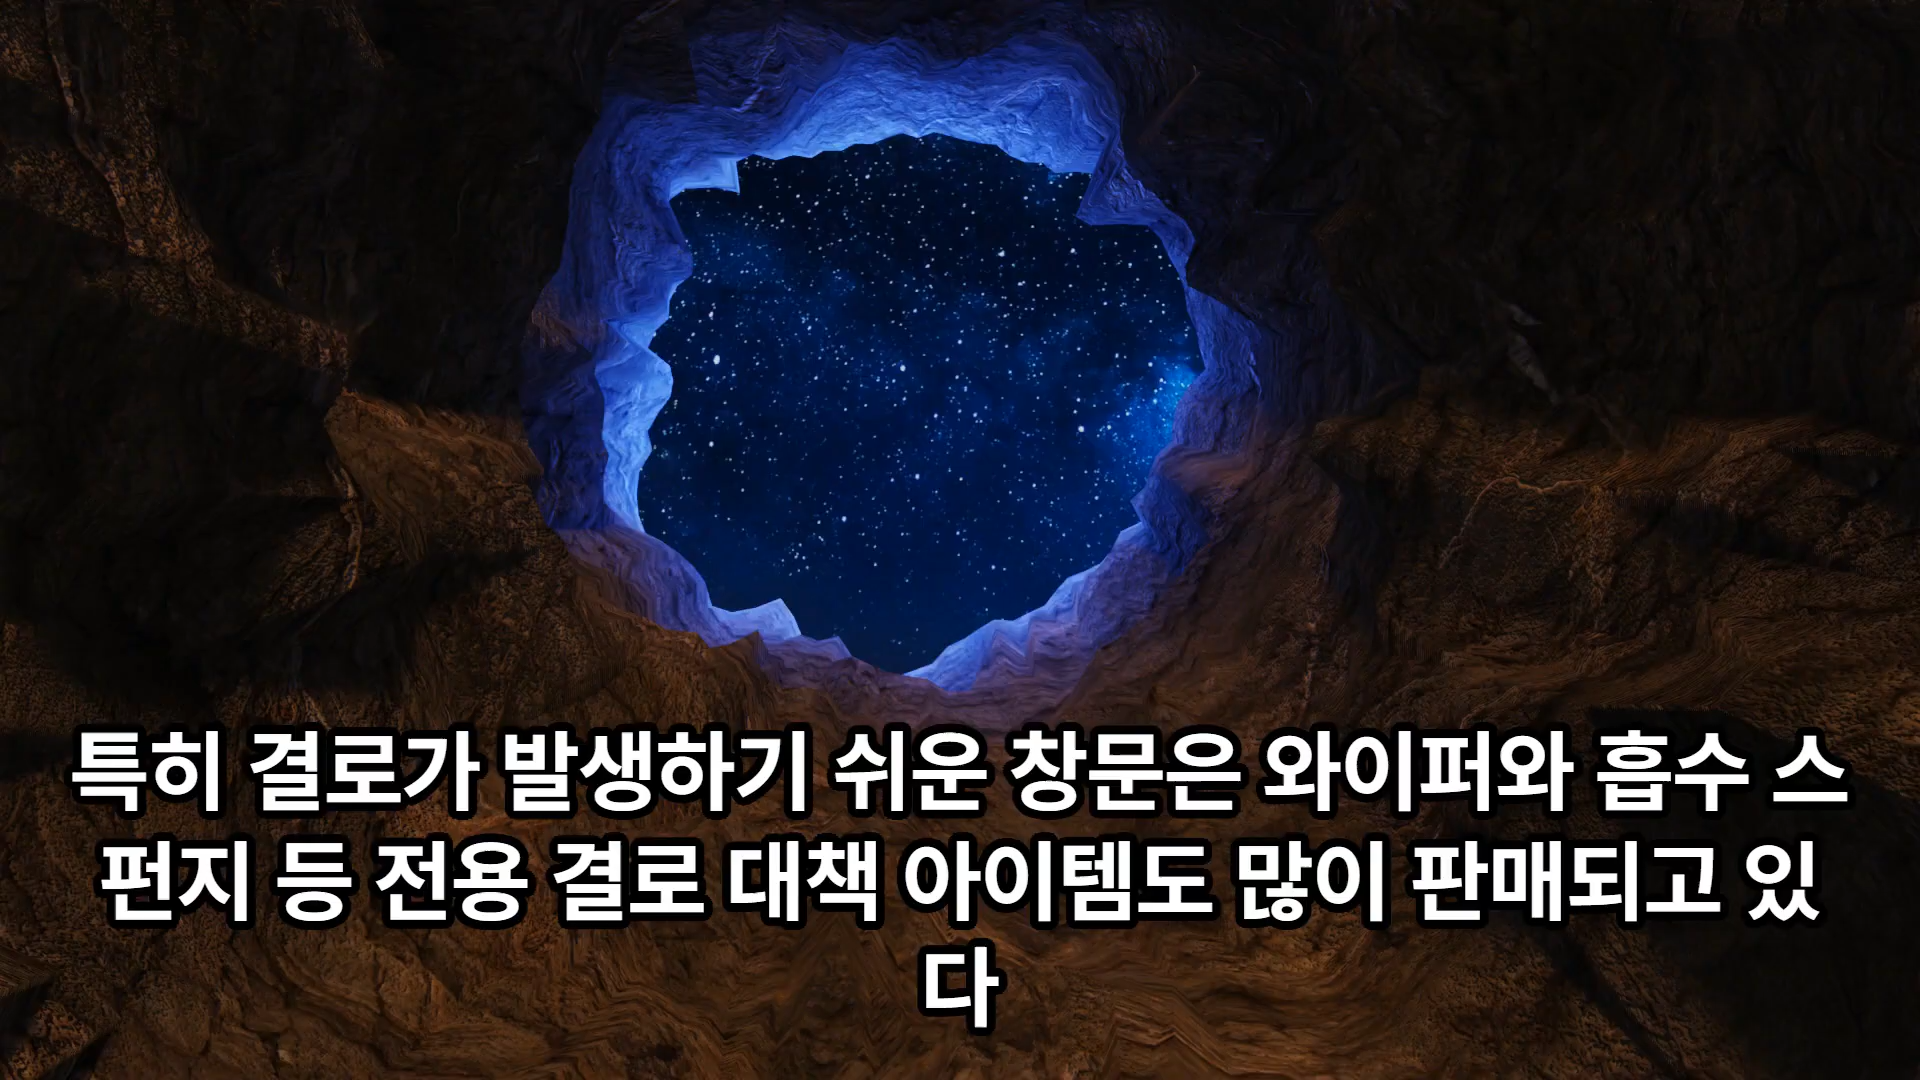 특히 결로가 발생하기 쉬운 창문은 와이퍼와 흡수 스
펀지 등 전용 결로 대책 아이템도 많이 판매되고 있
다